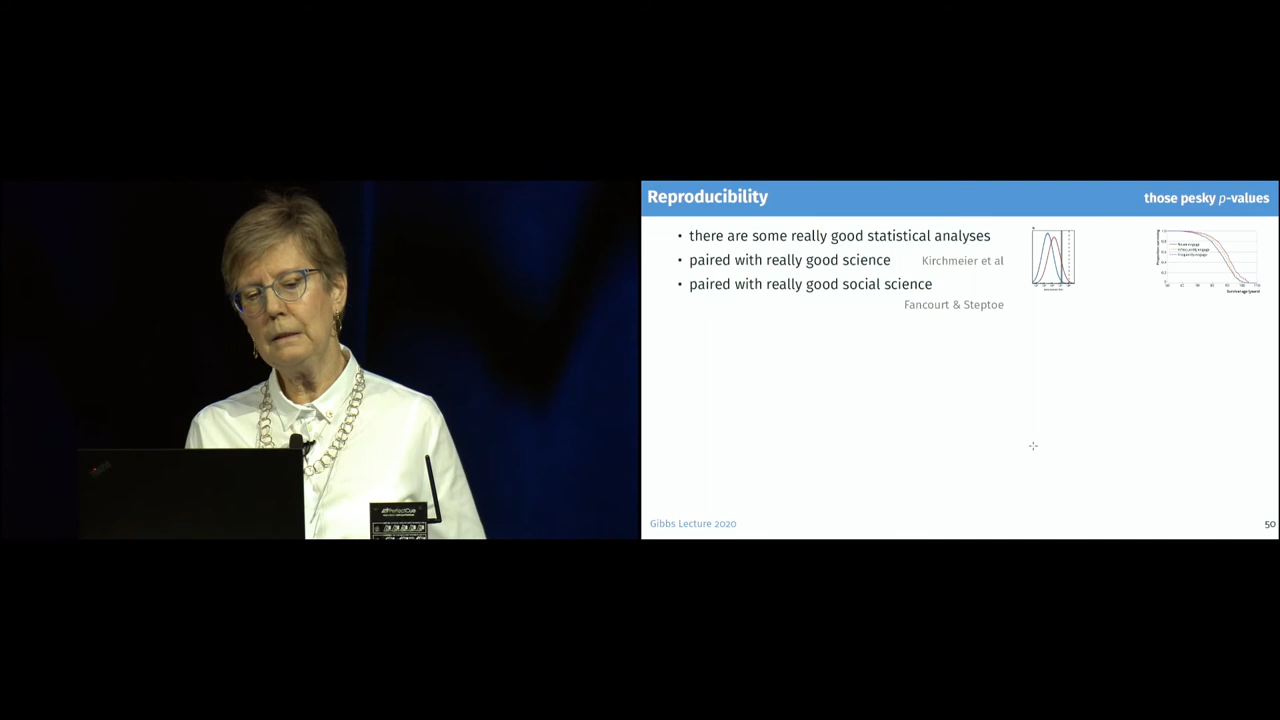 Reproducibility
those pesky p-values
• there are some really good statistical analyses
• paired with really good science Kirchmeier et al
• paired with really good social science
Fancourt & Steptoe
PerfectCue
Gibbs Lecture 2020
50